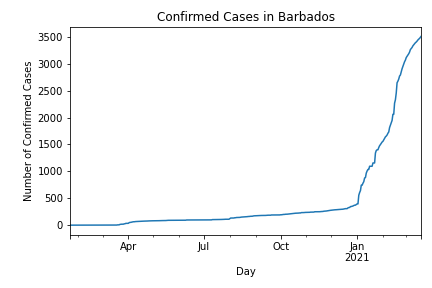 Confirmed Cases in Barbados
3500
3000
2500
2000
1500
1000
500
0
Number of Confirmed Cases
Apr
Jul
Oct
Jan
2021
Day